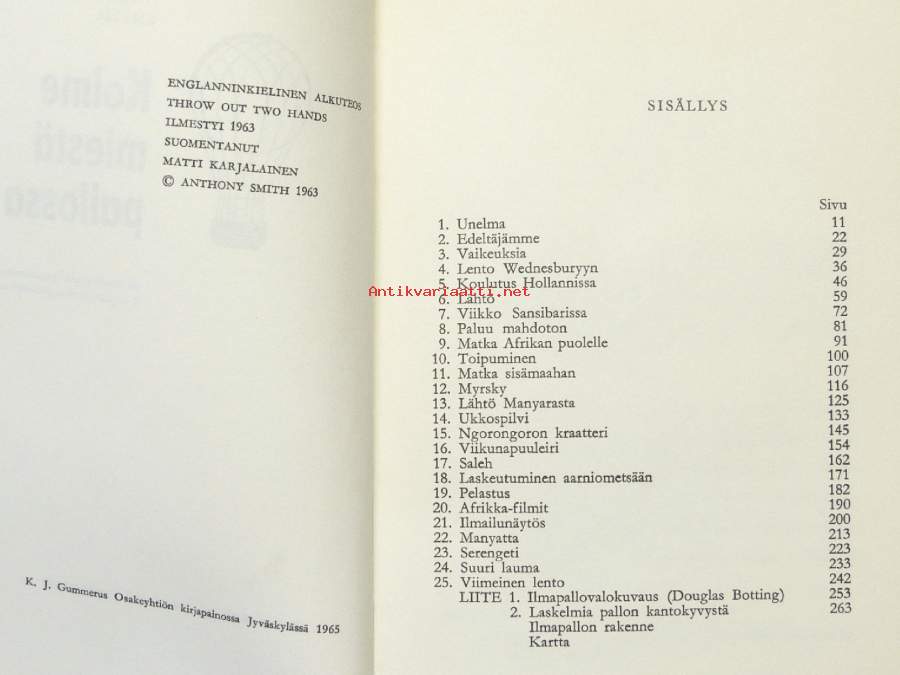 ENGLANNINKIELINEN ALKUTEOS
THROW OUT TWO HANDS
ILMESTYI 1963
SUOMENTANUT
MATTI KARJALAINEN
© ANTHONY SMITH 1963
Kolme
miestä
pallossa
K. J. Gummerus Osakeyhtiön kirjapainossa Jyväskylässä 1965
SISÄLLYS
Sivu
1. Unelma 11
2. Edeltäjämme 22
3. Vaikeuksia 29
4. Lento Wednesburyyn 36
5. Koulutus Hollannissa 46
Antikvariaatti.net
6. Lähtö 59
7. Viikko Sansibarissa 72
8. Paluu mahdoton 81
9. Matka Afrikan puolelle 91
10. Toipuminen 100
11. Matka sisämaahan 107
12. Myrsky 116
13. Lähtö Manyarasta 125
14. Ukkospilvi 133
15. Ngorongoron kraatteri 145
16. Viikunapuuleiri 154
17. Saleh 162
18. Laskeutuminen aarniometsään 171
19. Pelastus 182
20. Afrikka-filmit 190
21. Ilmailunäytös 200
22. Manyatta 213
23. Serengeti 223
24. Suuri lauma 233
25. Viimeinen lento 242
LIITE 1. Ilmapallovalokuvaus (Douglas Botting) 253
2. Laskelmia pallon kantokyvystä 263
Ilmapallon rakenne
Kartta